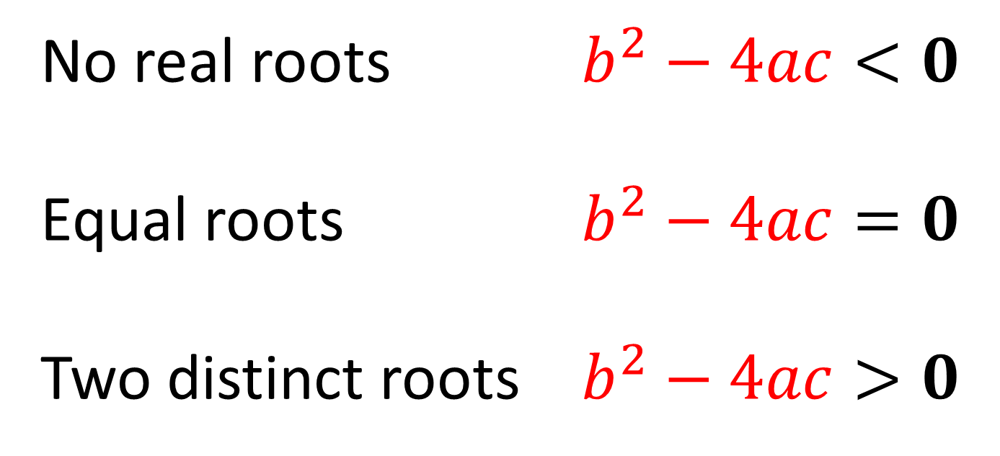 No real roots b² − 4ac < 0
Equal roots b² − 4ac = 0
Two distinct roots b² − 4ac > 0